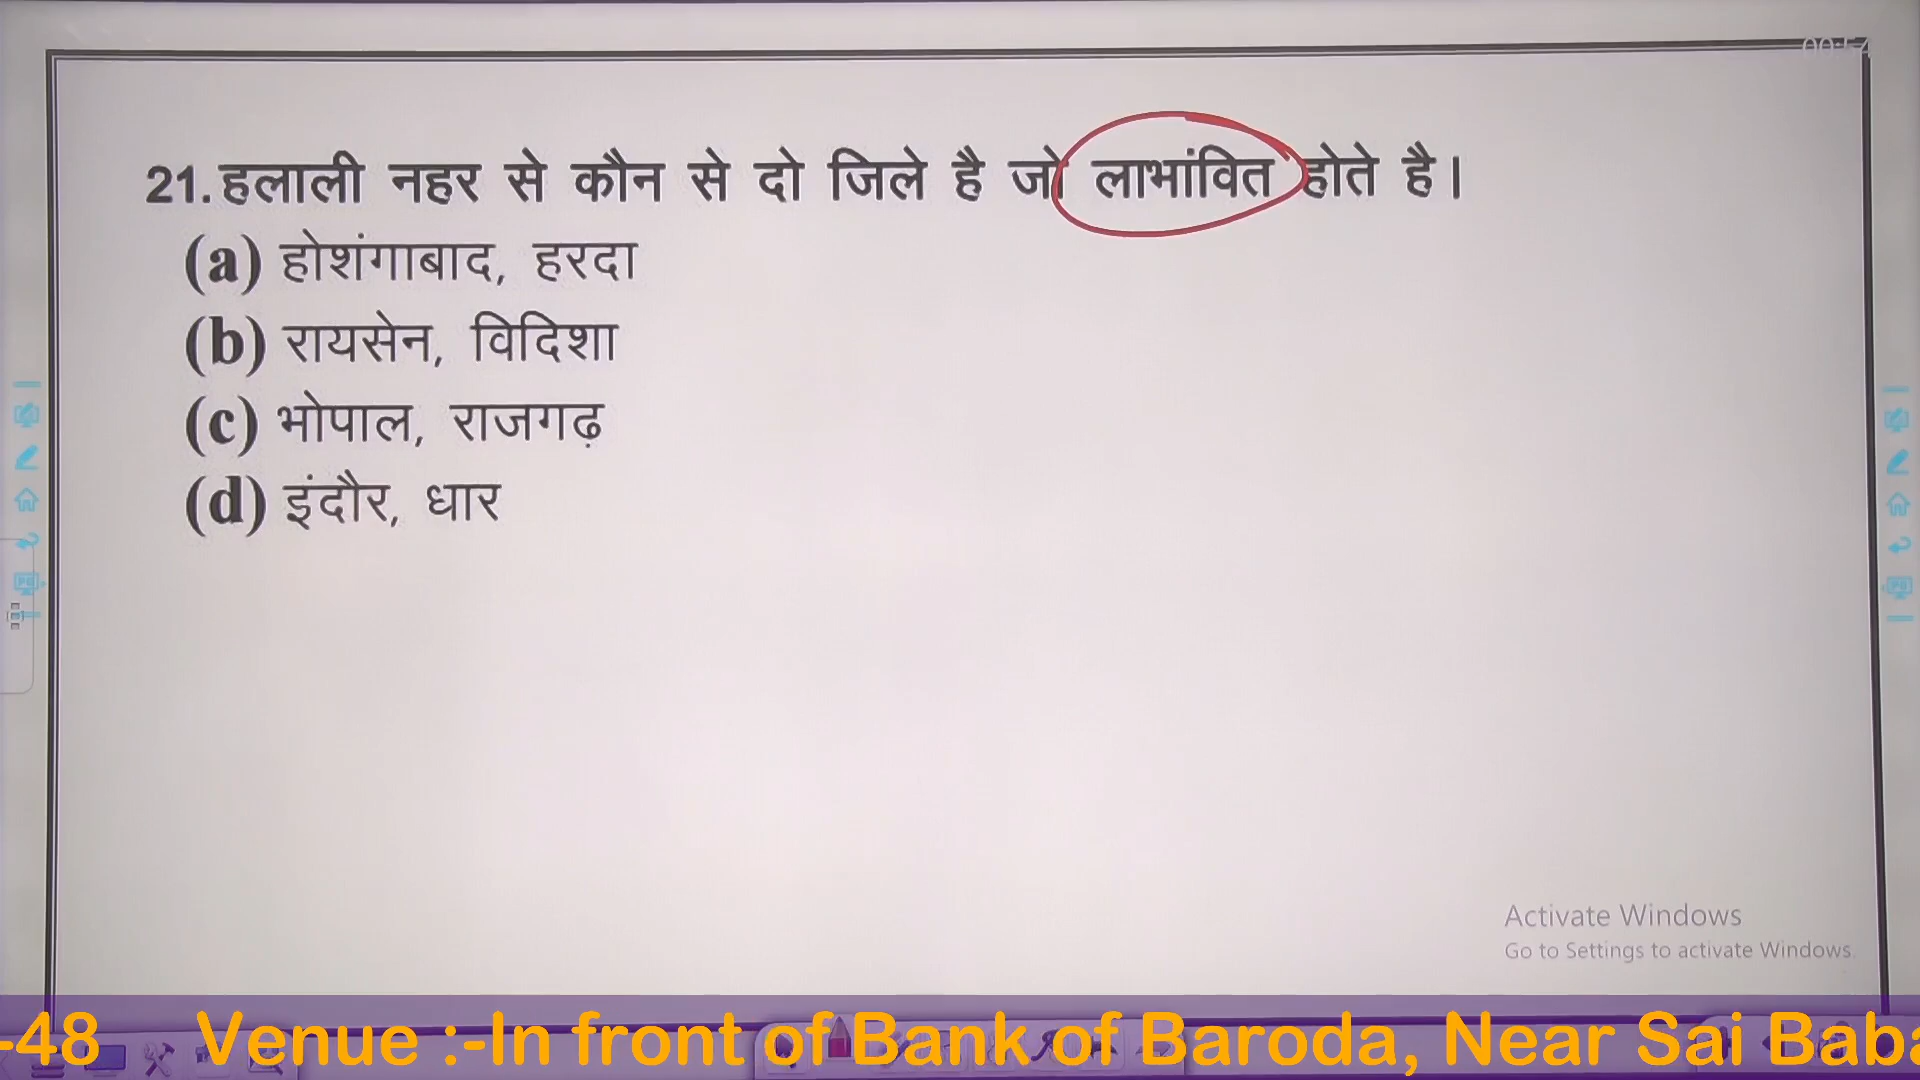 21. हलाली नहर से कौन से दो जिले है जो लाभांवित होते है।
(a) होशंगाबाद, हरदा
(b) रायसेन, विदिशा
(c) भोपाल, राजगढ़
(d) इंदौर, धार
Activate Windows
Go to Settings to activate Windows.
-48 Venue :-In front of Bank of Baroda, Near Sai Baba